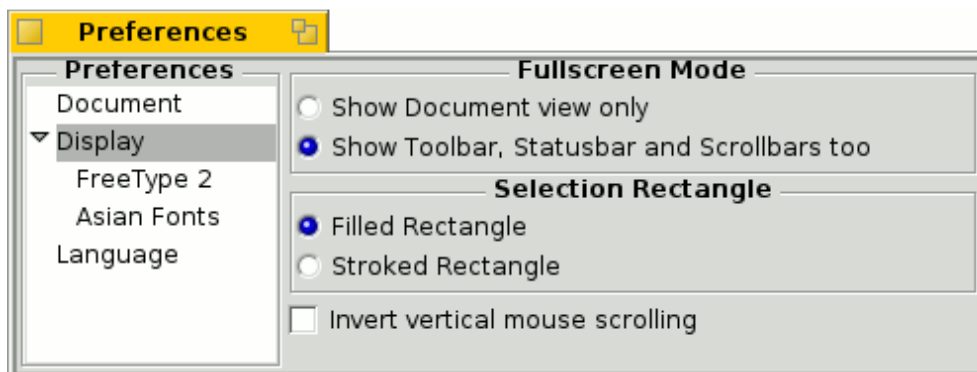 Preferences
Preferences
Document
Display
FreeType 2
Asian Fonts
Language
Fullscreen Mode
Show Document view only
Show Toolbar, Statusbar and Scrollbars too
Selection Rectangle
Filled Rectangle
Stroked Rectangle
Invert vertical mouse scrolling